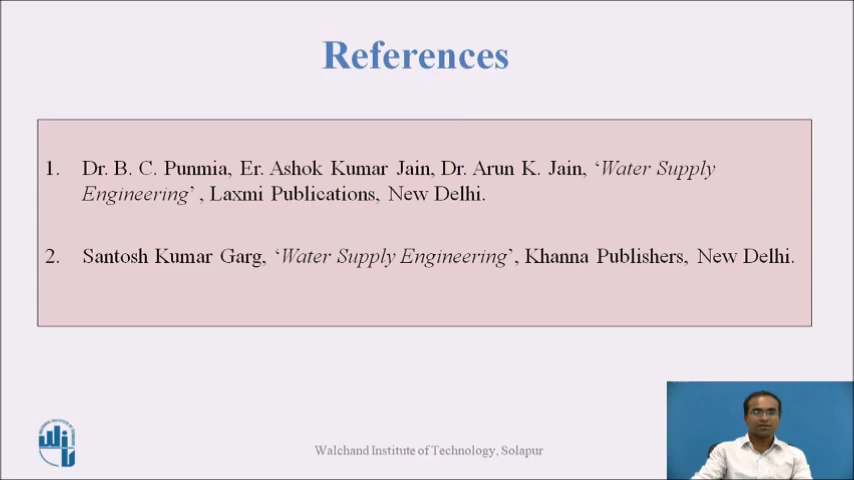 References
1. Dr. B. C. Punmia, Er. Ashok Kumar Jain, Dr. Arun K. Jain, ‘Water Supply
Engineering’ , Laxmi Publications, New Delhi.
2. Santosh Kumar Garg, ‘Water Supply Engineering’, Khanna Publishers, New Delhi.
Walchand Institute of Technology, Solapur